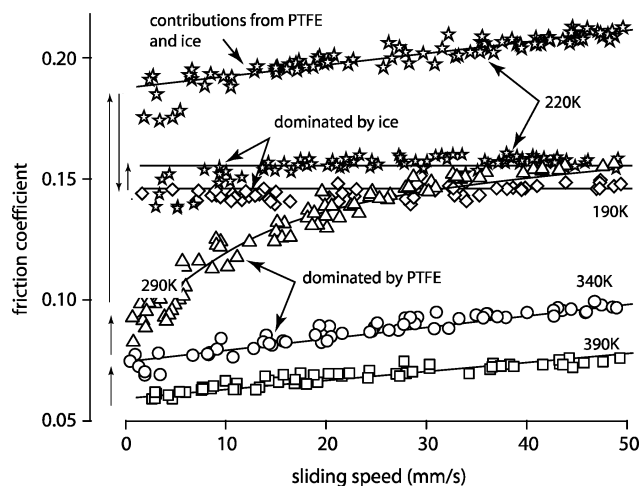 contributions from PTFE
and ice
0.20
220K
dominated by ice
0.15
190K
friction coefficient
290K
dominated by PTFE
340K
0.10
390K
0.05
0
10
20
30
40
50
sliding speed (mm/s)